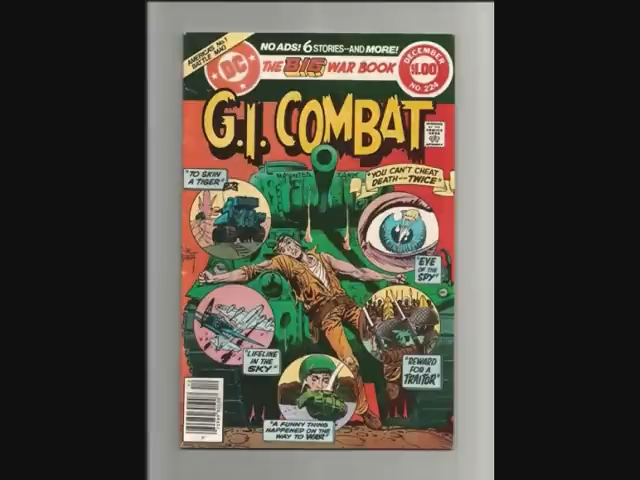 AMERICA'S NO. 1
BATTLE MAG!
DC
NO ADS! 6 STORIES--AND MORE!
THE BIG WAR BOOK
DECEMBER
$1.00
NO. 224
G.I. COMBAT
HAUNTED TANK
"TO SKIN
A TIGER"
"YOU CAN'T CHEAT
DEATH--TWICE"
"EYE
OF THE
SPY"
"LIFELINE
IN THE
SKY"
"REWARD
FOR A
TRAITOR"
"A FUNNY THING
HAPPENED ON THE
WAY TO WAR"